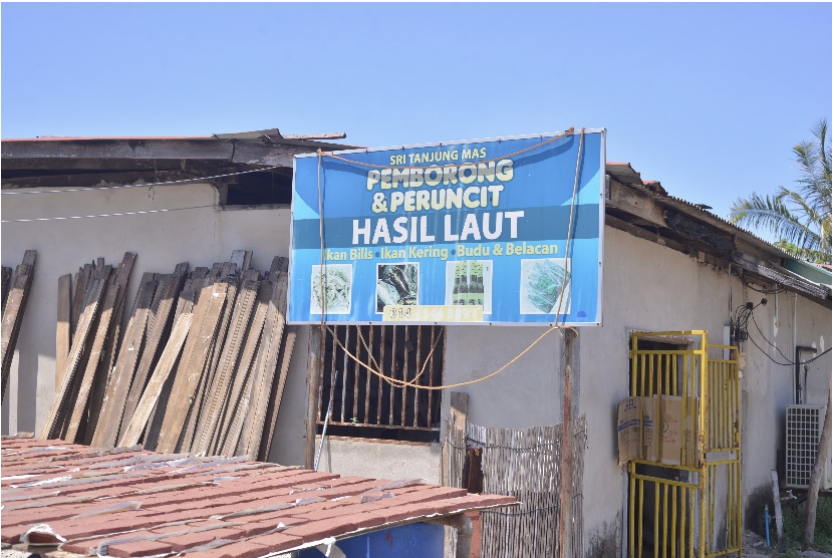 SRI TANJUNG MAS
PEMBORONG
& PERUNCIT
HASIL LAUT
Ikan Bilis Ikan Kering Budu & Belacan